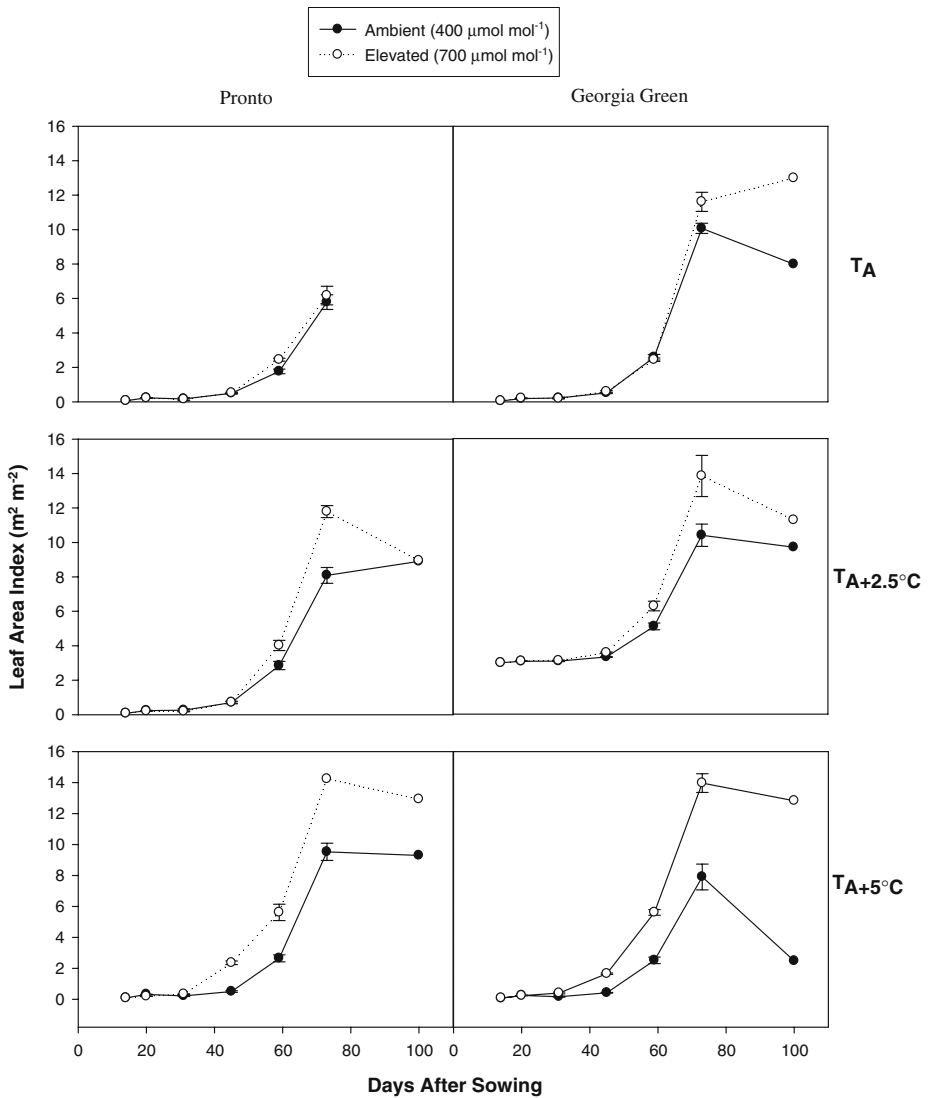 Ambient (400 μmol mol⁻¹)
Elevated (700 μmol mol⁻¹)
Pronto
Georgia Green
16
14
12
10
8
6
4
2
0
T_A
16
14
12
10
8
6
4
2
0
T_A+2.5°C
Leaf Area Index (m² m⁻²)
16
14
12
10
8
6
4
2
0
T_A+5°C
0 20 40 60 80 100 0 20 40 60 80 100
Days After Sowing